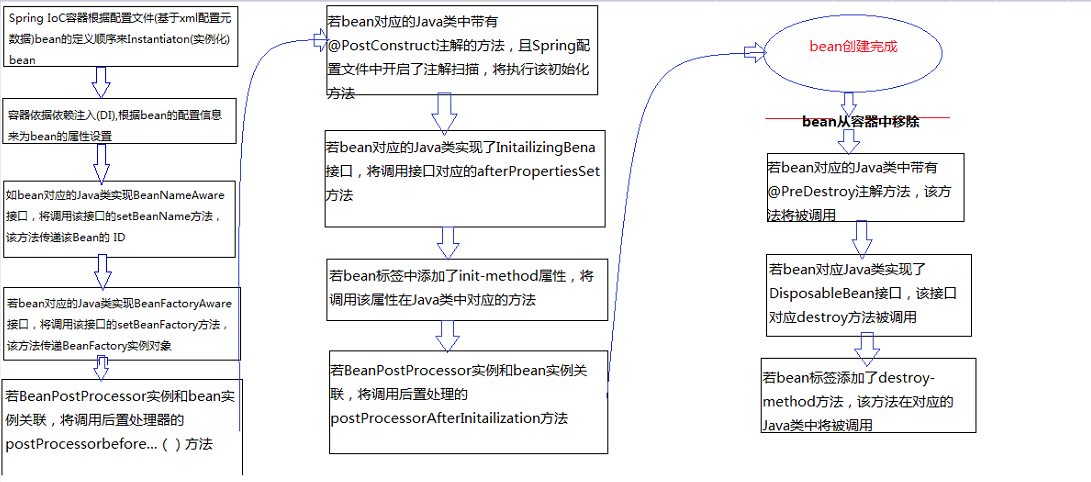 Spring IoC容器根据配置文件(基于xml配置元
数据)bean的定义顺序来Instantiaton(实例化)
bean
容器依据依赖注入(DI),根据bean的配置信息
来为bean的属性设置
如bean对应的Java类实现BeanNameAware
接口，将调用该接口的setBeanName方法，
该方法传递该Bean的 ID
若bean对应的Java类实现BeanFactoryAware
接口，将调用该接口的setBeanFactory方法，
该方法传递BeanFactory实例对象
若BeanPostProcessor实例和bean实
例关联，将调用后置处理器的
postProcessorbefore...（ ）方法
若bean对应的Java类中带有
@PostConstruct注解的方法，且Spring配
置文件中开启了注解扫描，将执行该初始化
方法
若bean对应的Java类实现了InitailizingBena
接口，将调用接口对应的afterPropertiesSet
方法
若bean标签中添加了init-method属性，将
调用该属性在Java类中对应的方法
若BeanPostProcessor实例和bean实例关
联，将调用后置处理的
postProcessorAfterInitailization方法
bean创建完成
bean从容器中移除
若bean对应的Java类中带有
@PreDestroy注解方法，该方
法将被调用
若bean对应Java类实现了
DisposableBean接口，该接口
对应destroy方法被调用
若bean标签添加了destroy-
method方法，该方法在对应的
Java类中将被调用